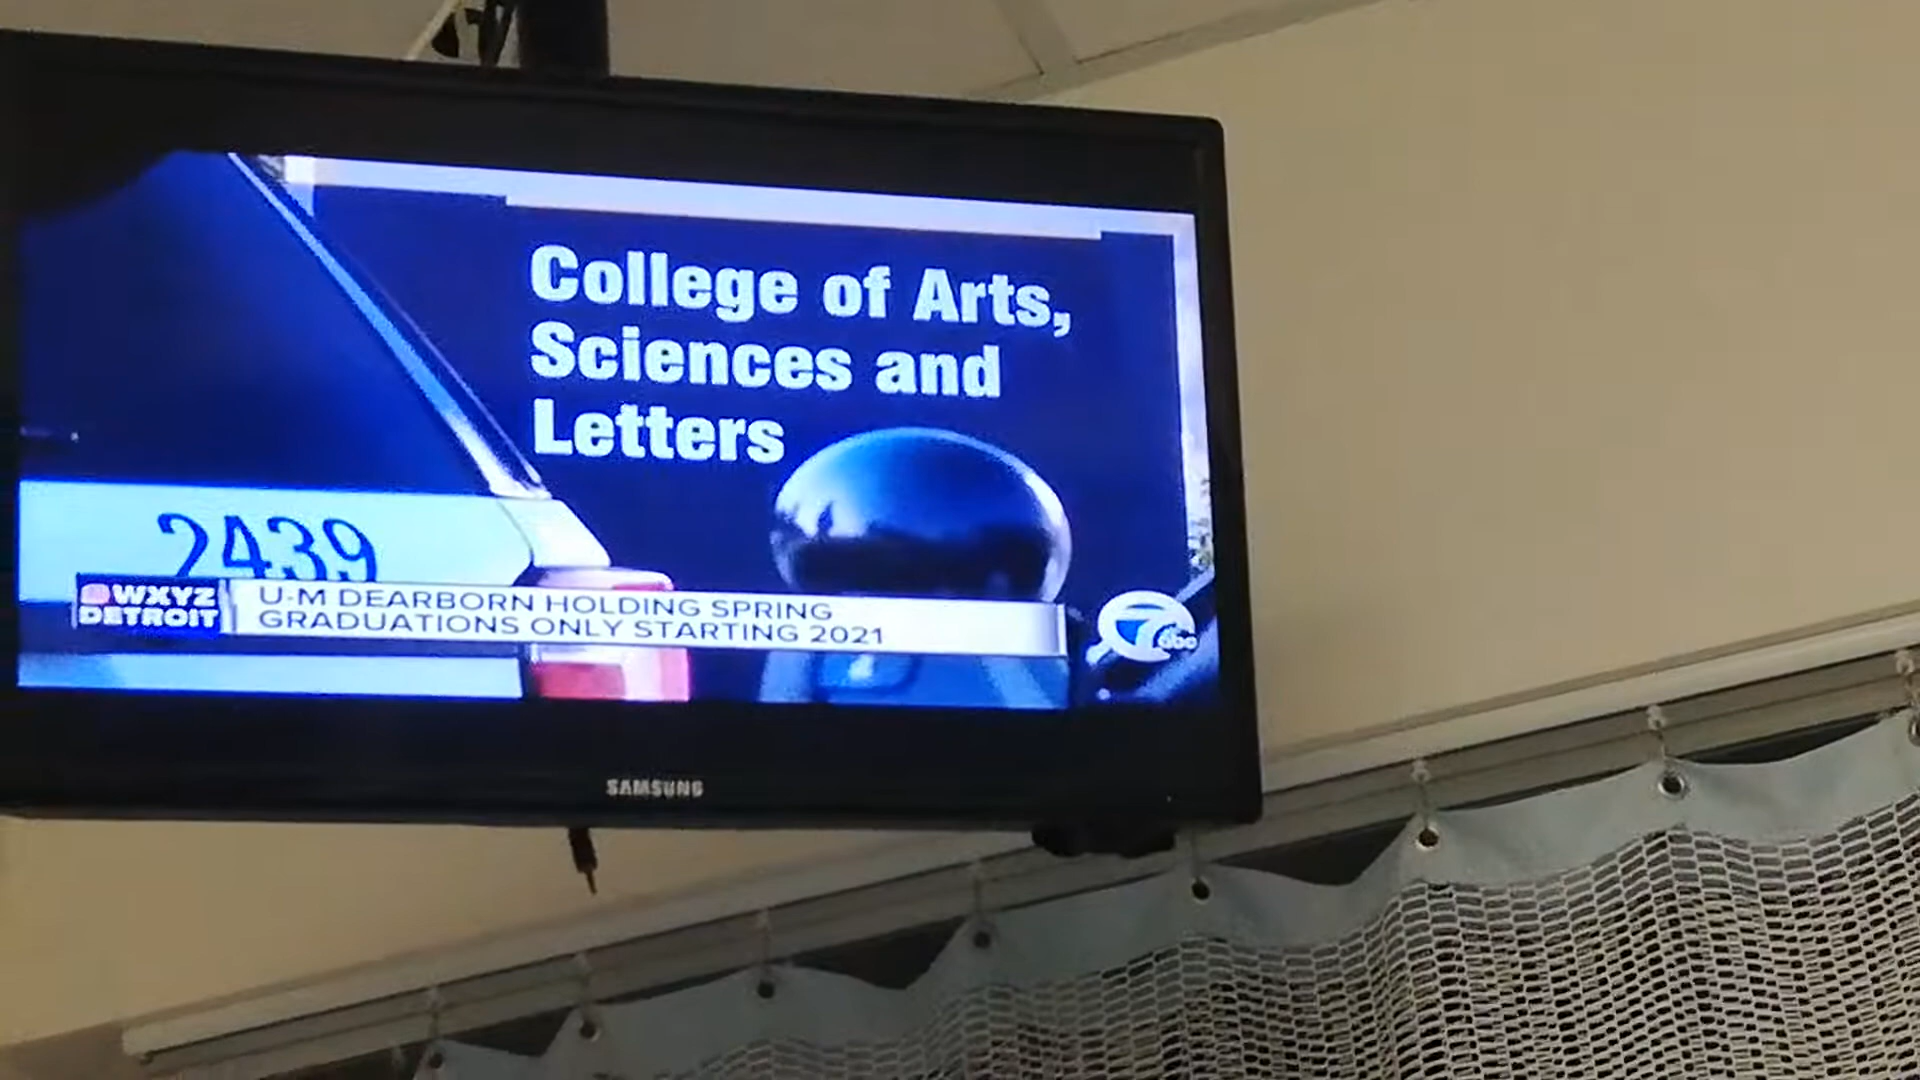 College of Arts,
Sciences and
Letters
2439
WXYZ
DETROIT
U-M DEARBORN HOLDING SPRING
GRADUATIONS ONLY STARTING 2021
7 abc
SAMSUNG